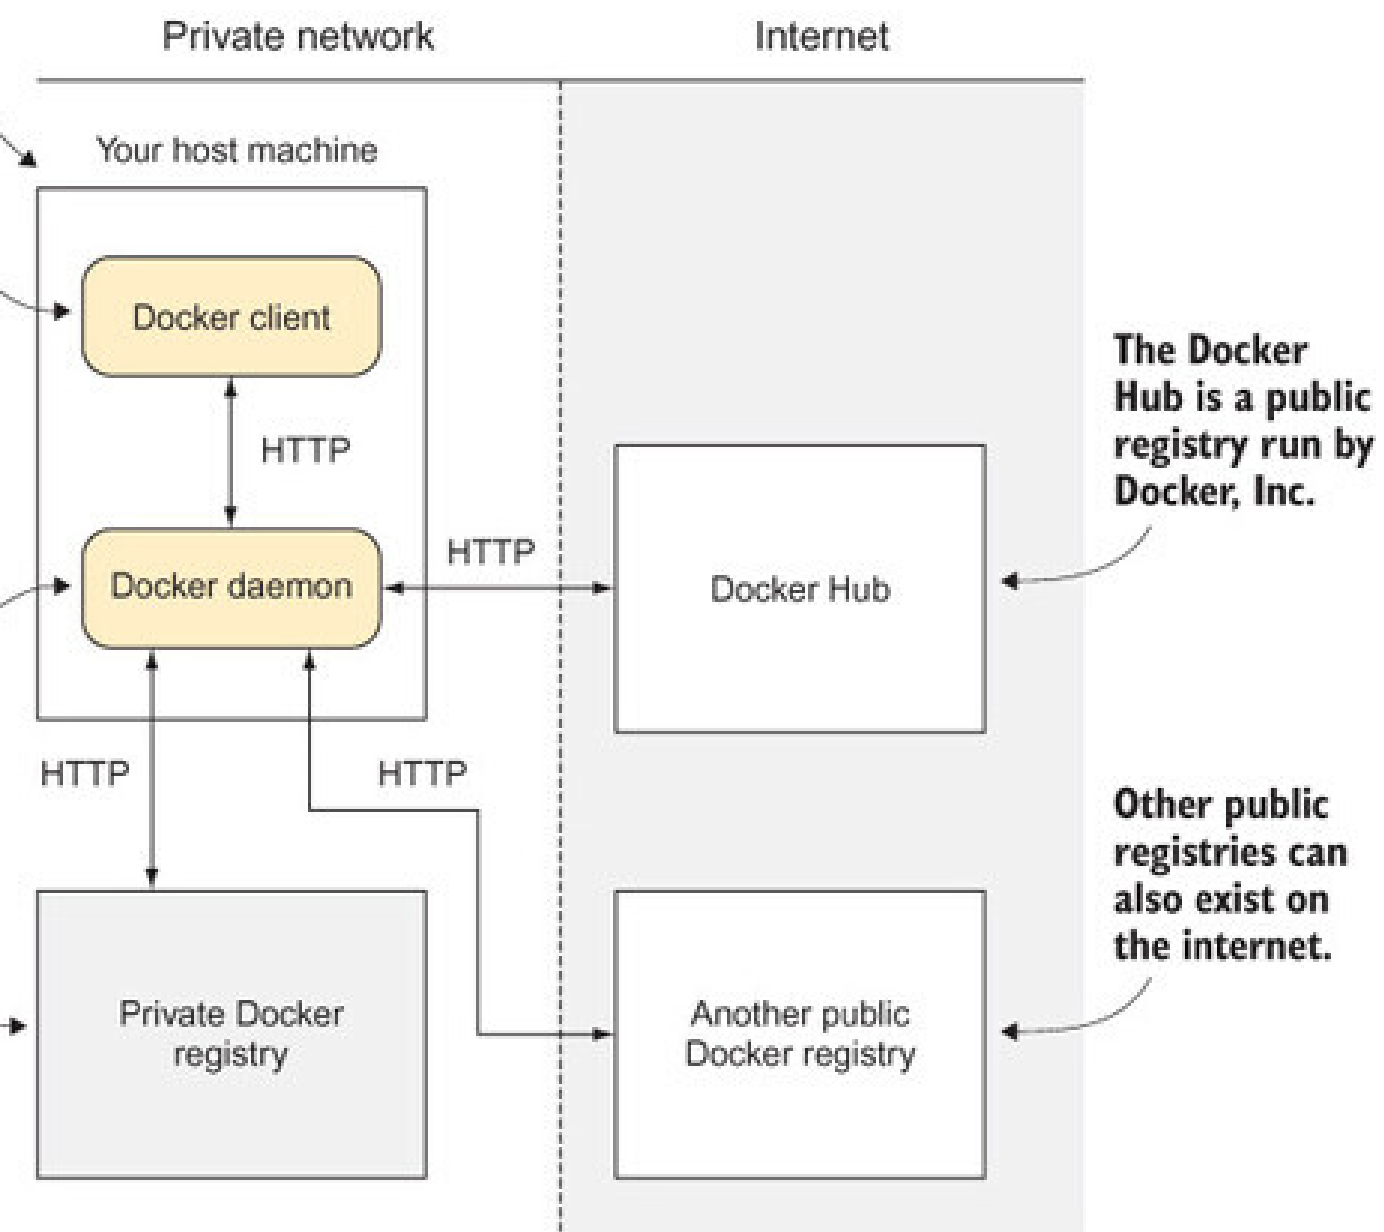 Private network
Internet
Your host machine
Docker client
HTTP
The Docker
Hub is a public
registry run by
Docker, Inc.
Docker daemon
HTTP
Docker Hub
HTTP
HTTP
Other public
registries can
also exist on
the internet.
Private Docker
registry
Another public
Docker registry